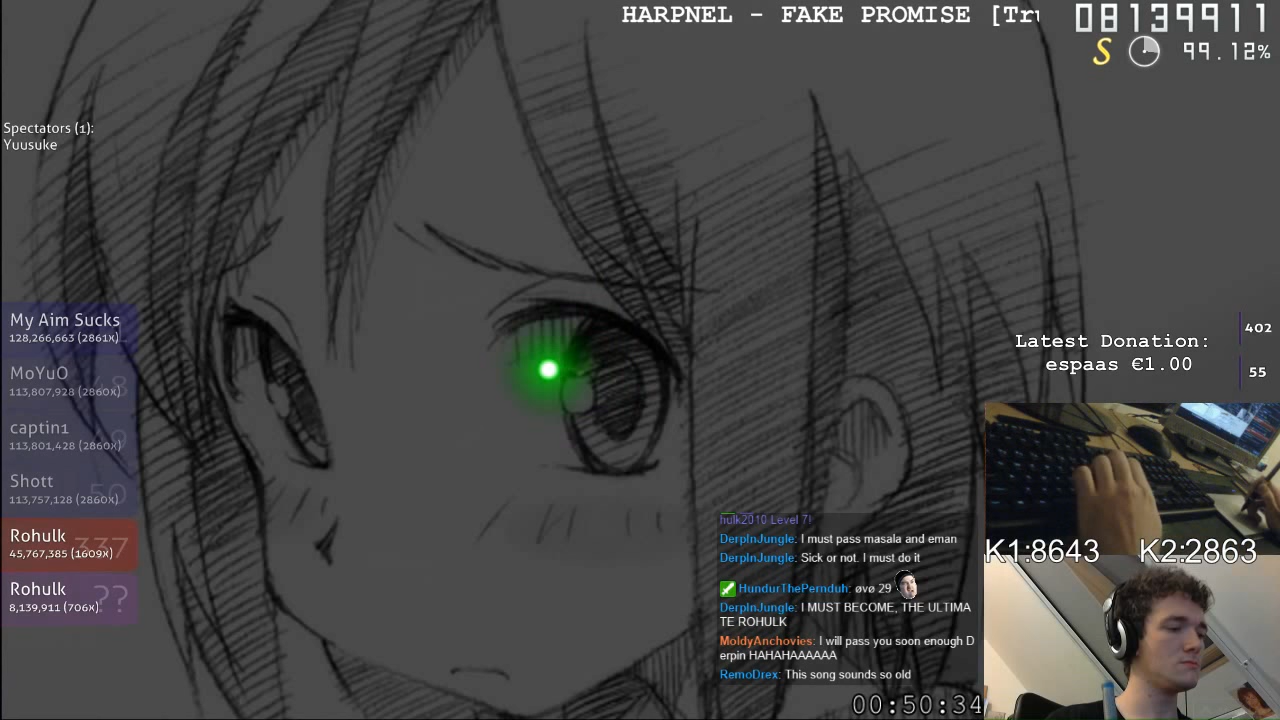 HARPNEL - FAKE PROMISE [Tr
08139911
S
99.12%
Spectators (1):
Yuusuke
My Aim Sucks
128,266,663 (2861x)
MoYuO
113,807,928 (2860x)
captin1
113,801,428 (2860x)
Shott
50
113,757,128 (2860x)
Rohulk
337
45,767,385 (1609x)
Rohulk
??
8,139,911 (706x)
402
Latest Donation:
espaas €1.00
55
hulk2010 Level 7!
DerpInJungle: I must pass masala and eman
DerpInJungle: Sick or not. I must do it
HundurThePernduh: øvø 29
DerpInJungle: I MUST BECOME, THE ULTIMA
TE ROHULK
MoldyAnchovies: I will pass you soon enough D
erpin HAHAHAAAAAA
RemoDrex: This song sounds so old
K1:8643 K2:2863
00:50:34